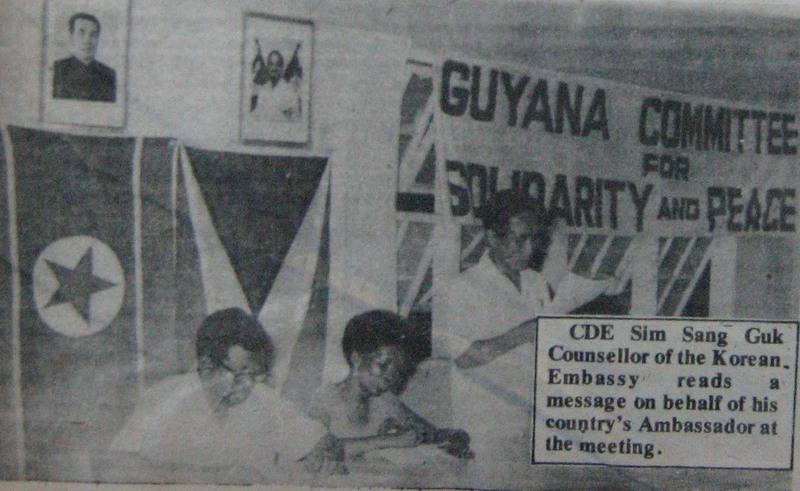 GUYANA COMMITTEE
FOR
SOLIDARITY AND PEACE
CDE Sim Sang Guk
Counsellor of the Korean
Embassy reads a
message on behalf of his
country's Ambassador at
the meeting.